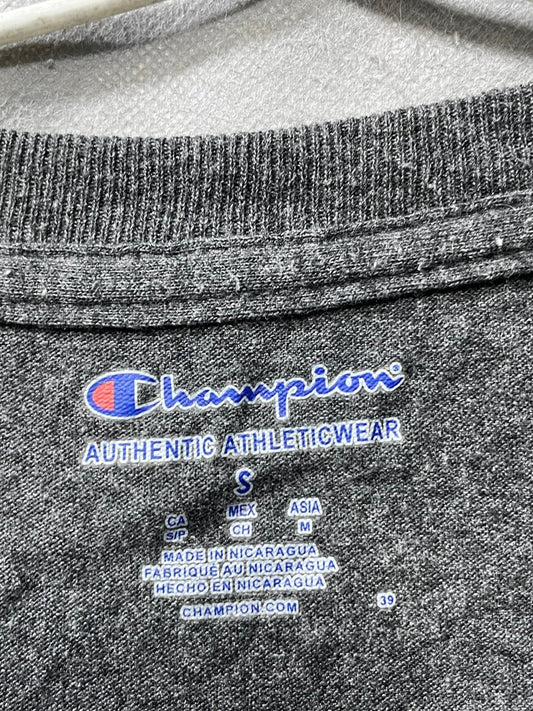 Champion®
AUTHENTIC ATHLETICWEAR
S
CA MEX ASIA
S/P CH M
MADE IN NICARAGUA
FABRIQUÉ AU NICARAGUA
HECHO EN NICARAGUA
CHAMPION.COM 39